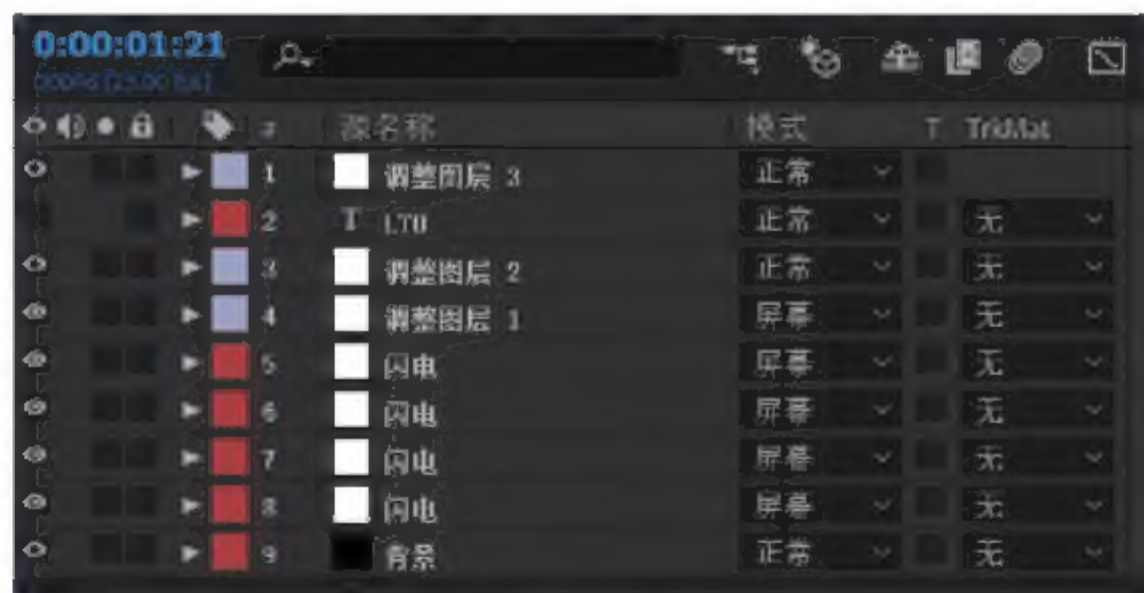 0:00:01:21
# 源名称 模式 T TrkMat
1 调整图层 3 正常
2 T LTU 正常 无
3 调整图层 2 正常 无
4 调整图层 1 屏幕 无
5 闪电 屏幕 无
6 闪电 屏幕 无
7 闪电 屏幕 无
8 闪电 屏幕 无
9 背景 正常 无